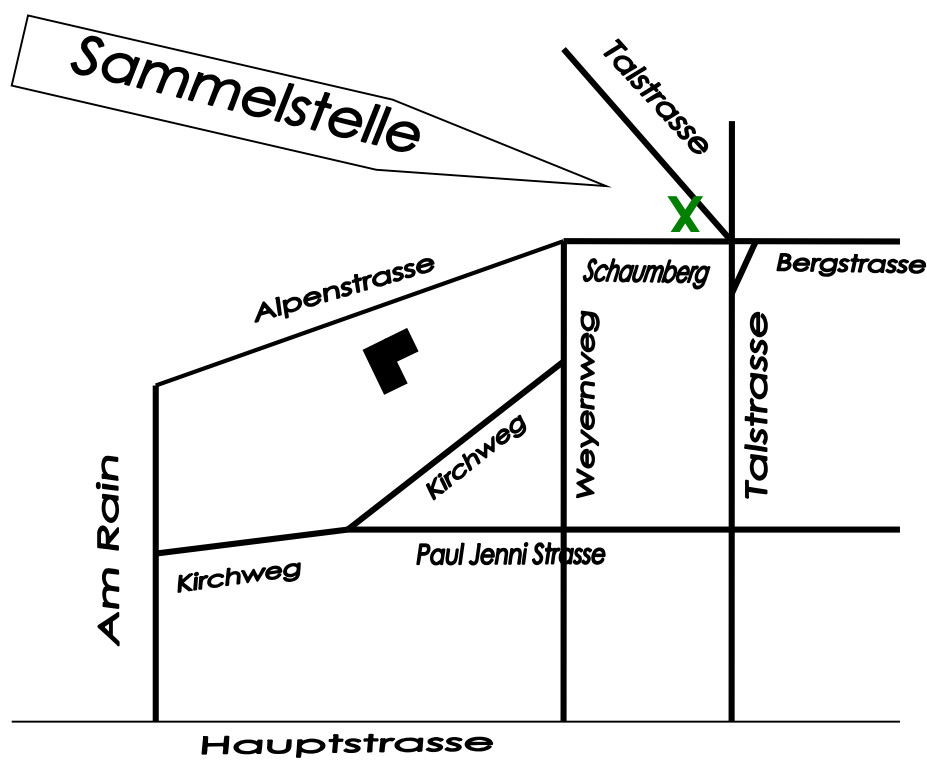 Sammelstelle
Talstrasse
X
Alpenstrasse
Schaumberg
Bergstrasse
Weyernweg
Talstrasse
Kirchweg
Am Rain
Paul Jenni Strasse
Kirchweg
Hauptstrasse